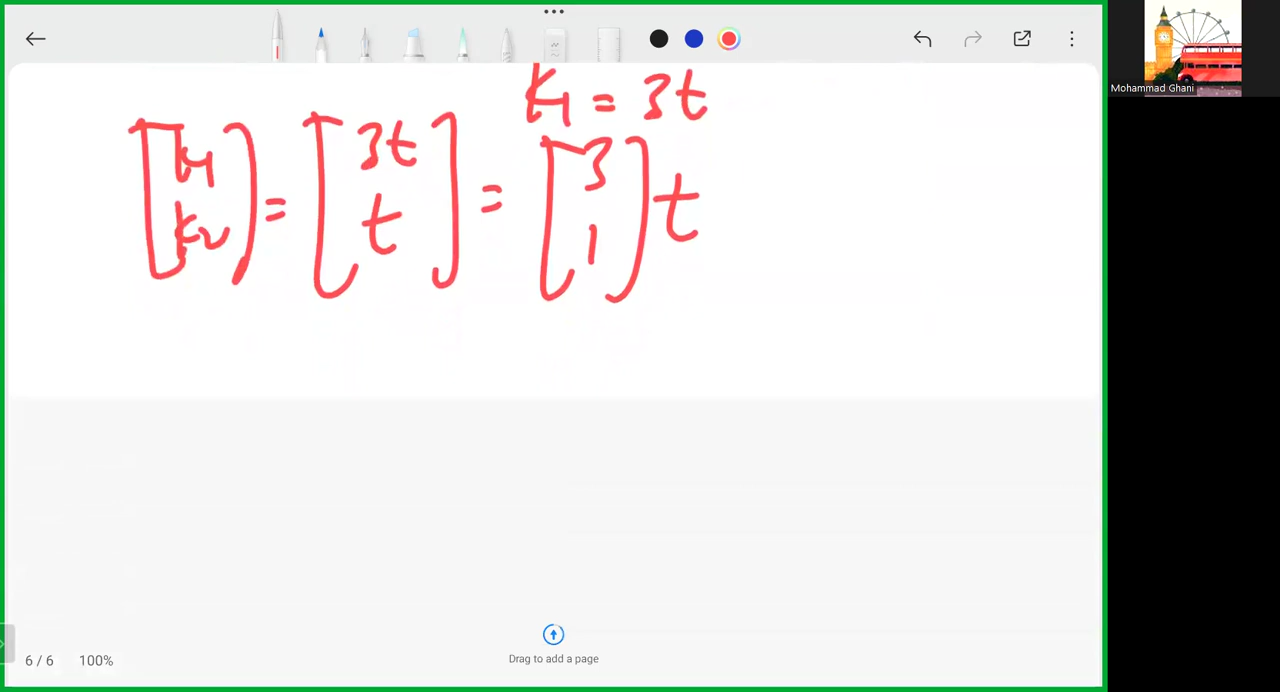 k1 = 3t
[k1 k2] = [3t t] = [3 1] t
Mohammad Ghani
6 / 6 100%
Drag to add a page